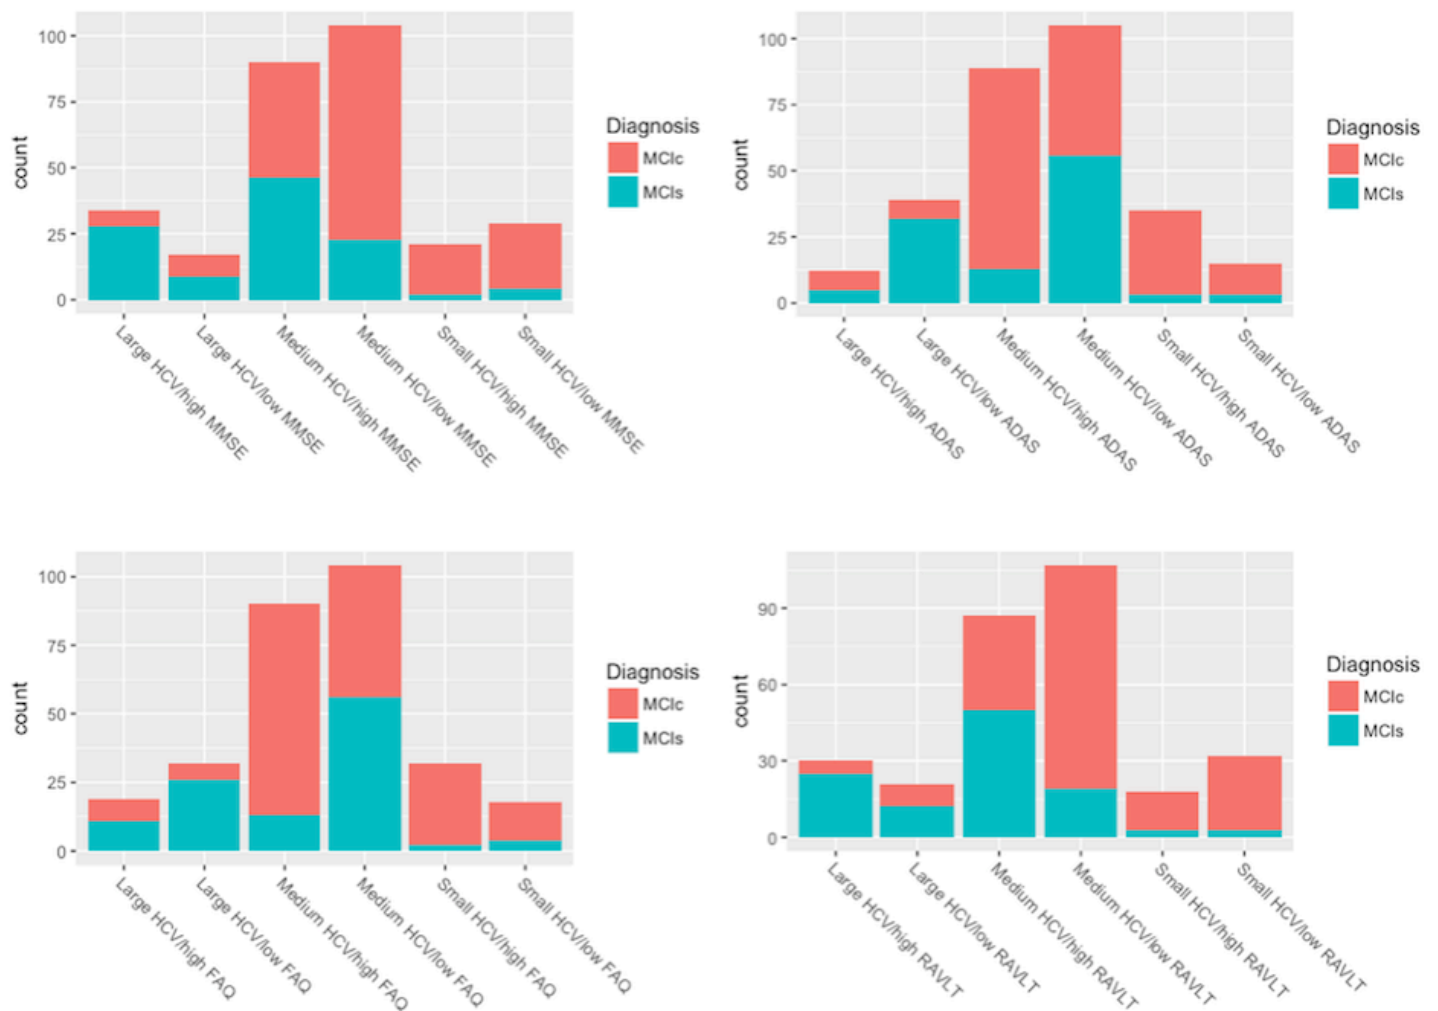 100
75
50
25
0
count
Large HCV/high MMSE
Large HCV/low MMSE
Medium HCV/high MMSE
Medium HCV/low MMSE
Small HCV/high MMSE
Small HCV/low MMSE
Diagnosis
MCIc
MCIs
100
75
50
25
0
count
Large HCV/high ADAS
Large HCV/low ADAS
Medium HCV/high ADAS
Medium HCV/low ADAS
Small HCV/high ADAS
Small HCV/low ADAS
Diagnosis
MCIc
MCIs
100
75
50
25
0
count
Large HCV/high FAQ
Large HCV/low FAQ
Medium HCV/high FAQ
Medium HCV/low FAQ
Small HCV/high FAQ
Small HCV/low FAQ
Diagnosis
MCIc
MCIs
90
60
30
0
count
Large HCV/high RAVLT
Large HCV/low RAVLT
Medium HCV/high RAVLT
Medium HCV/low RAVLT
Small HCV/high RAVLT
Small HCV/low RAVLT
Diagnosis
MCIc
MCIs